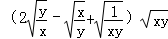 (2√(y/x) - √(x/y) + √(1/(xy))) √(xy)